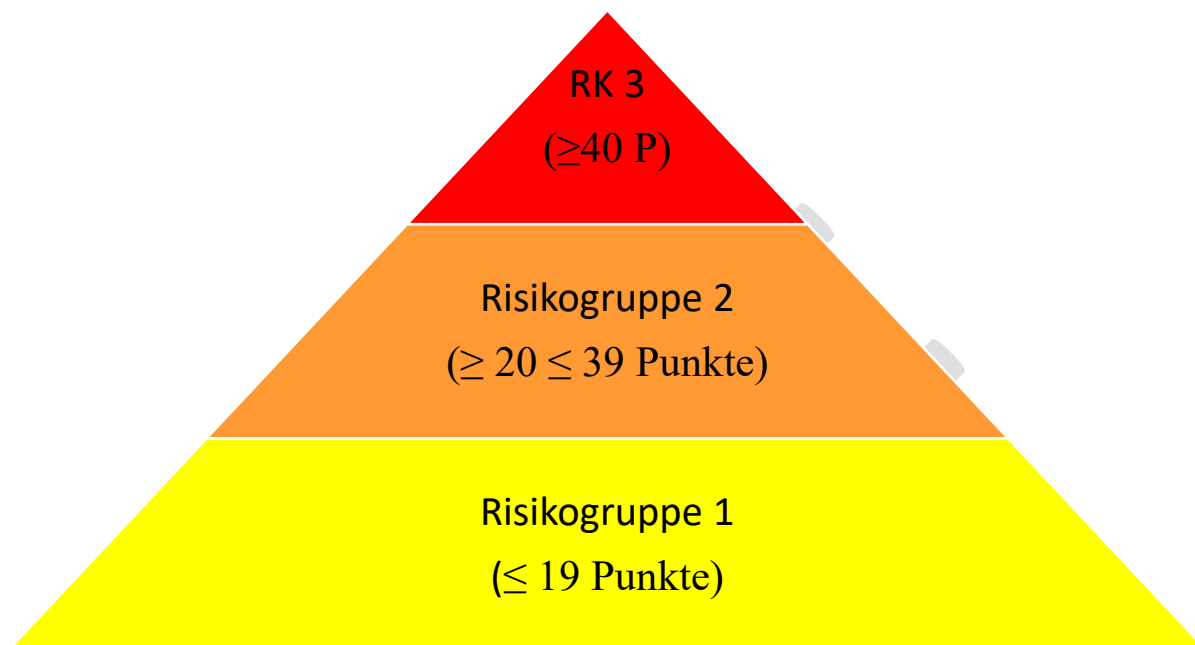 RK 3
(≥40 P)
Risikogruppe 2
(≥ 20 ≤ 39 Punkte)
Risikogruppe 1
(≤ 19 Punkte)